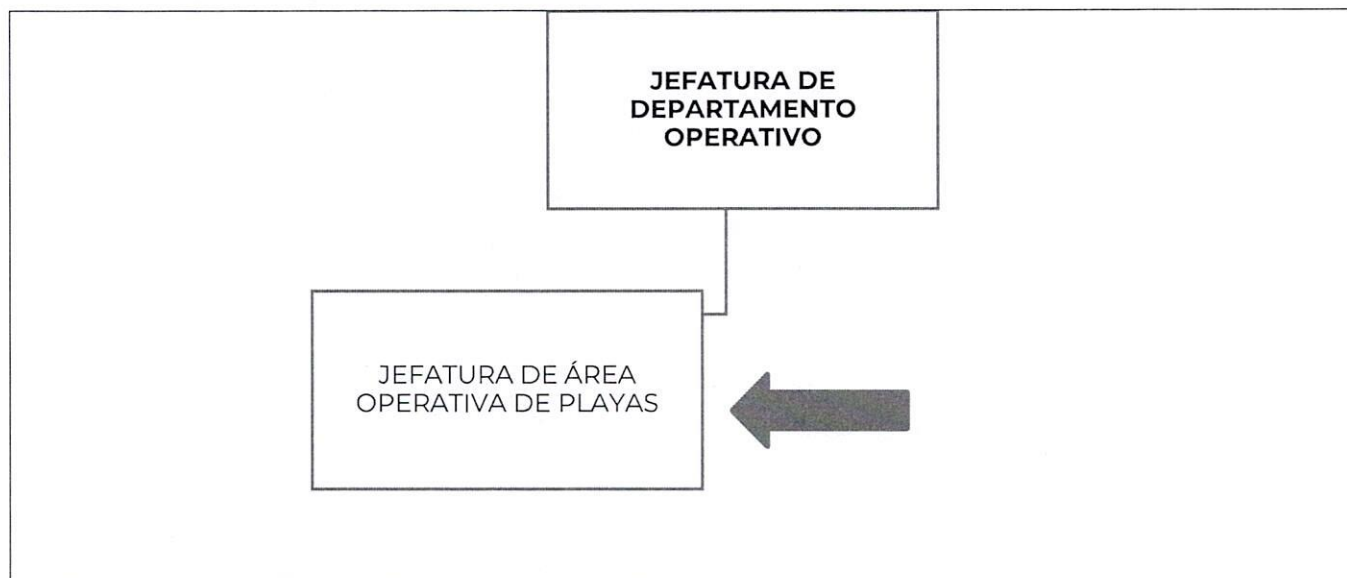 JEFATURA DE
DEPARTAMENTO
OPERATIVO
JEFATURA DE ÁREA
OPERATIVA DE PLAYAS